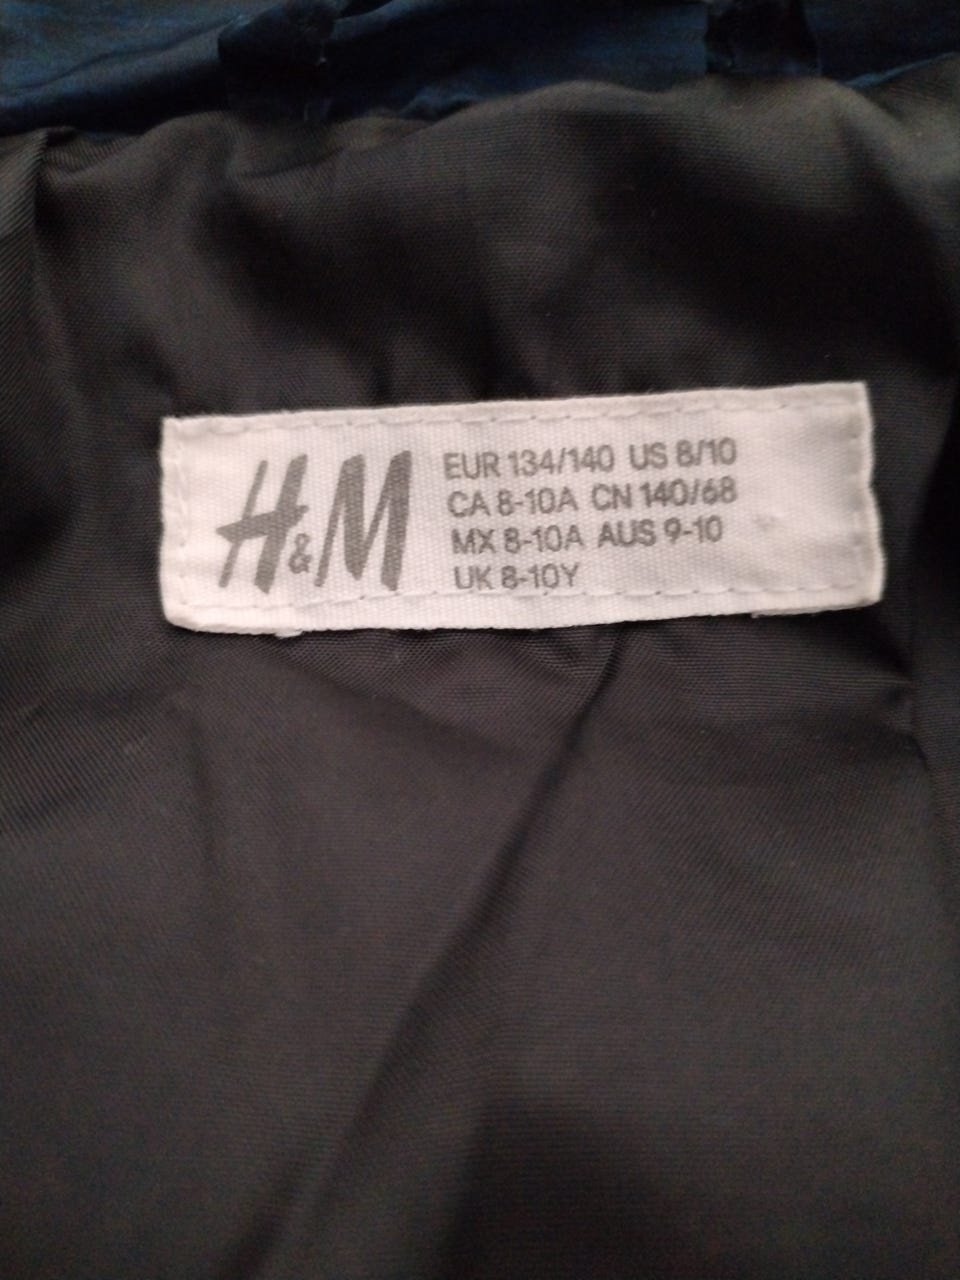 H&M
EUR 134/140 US 8/10
CA 8-10A CN 140/68
MX 8-10A AUS 9-10
UK 8-10Y